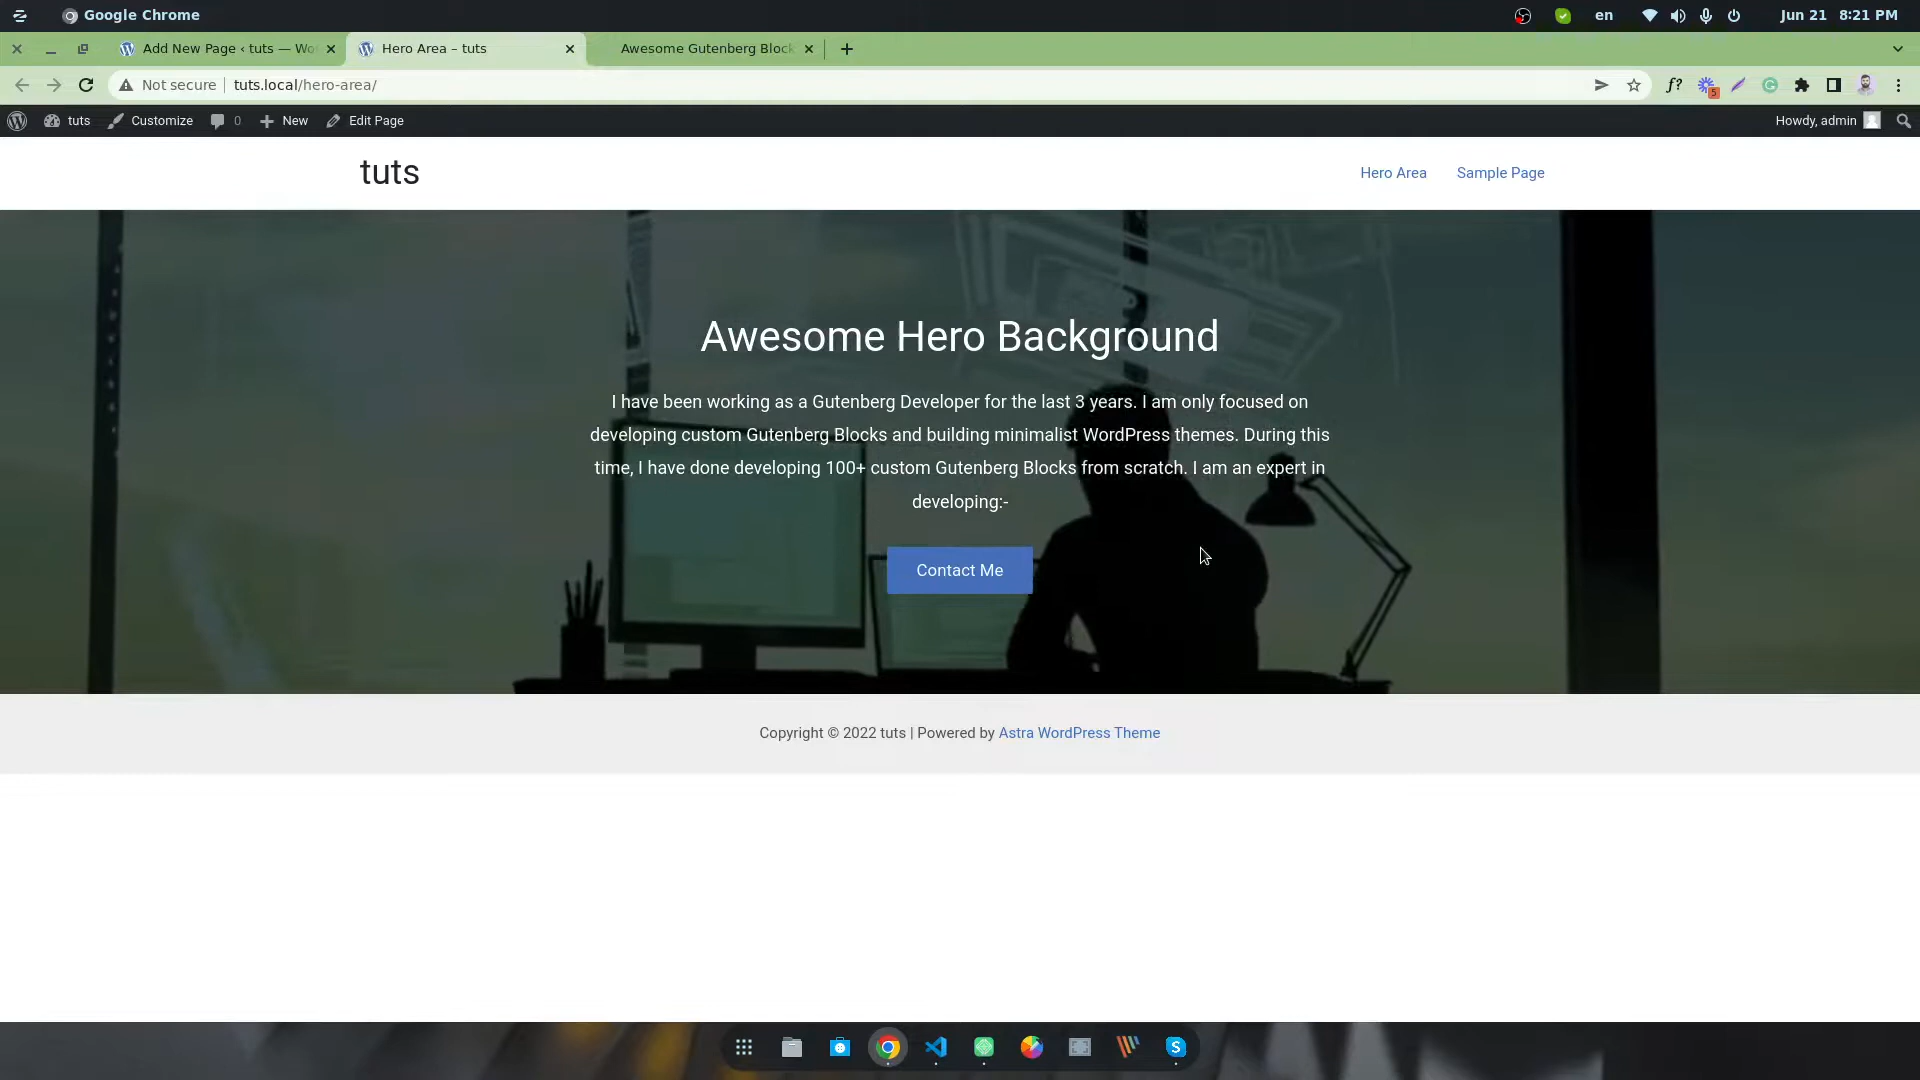 Google Chrome
en
Jun 21 8:21 PM
Add New Page ‹ tuts — Wo
Hero Area – tuts
Awesome Gutenberg Block
Not secure
tuts.local/hero-area/
f?
5
tuts
Customize
0
New
Edit Page
Howdy, admin
tuts
Hero Area
Sample Page
Awesome Hero Background
I have been working as a Gutenberg Developer for the last 3 years. I am only focused on
developing custom Gutenberg Blocks and building minimalist WordPress themes. During this
time, I have done developing 100+ custom Gutenberg Blocks from scratch. I am an expert in
developing:-
Contact Me
Copyright © 2022 tuts | Powered by Astra WordPress Theme